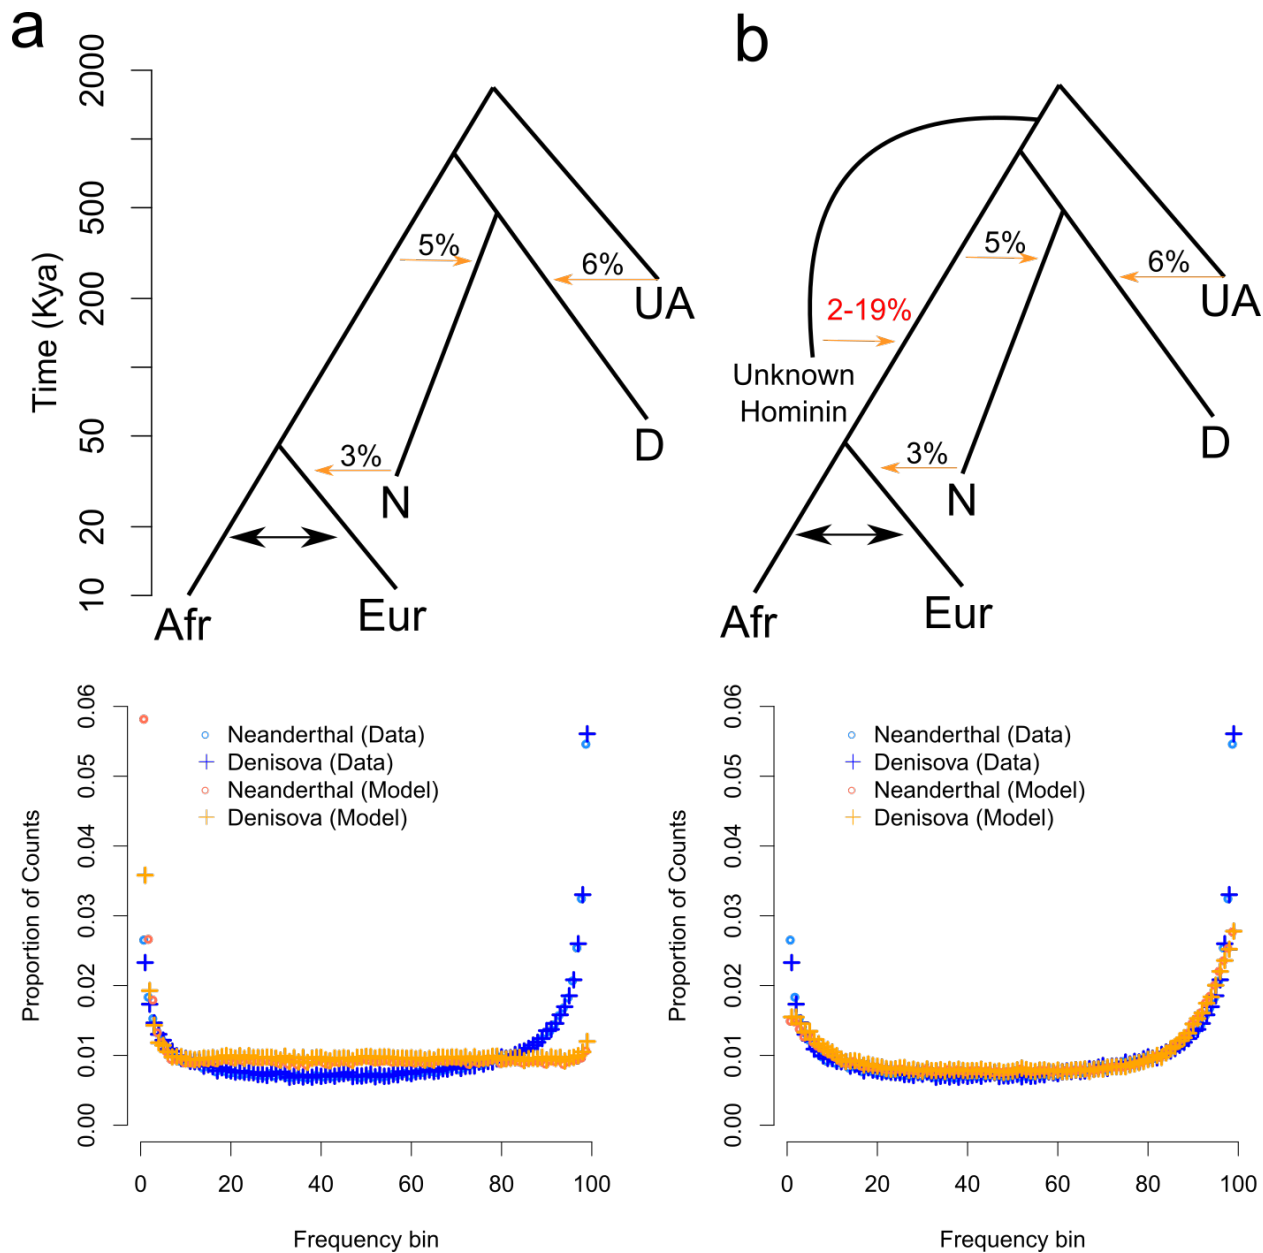 a
Time (Kya)
2000
500
200
50
20
10
5%
6%
UA
D
3%
N
Afr
Eur
b
5%
6%
UA
2-19%
Unknown
Hominin
D
3%
N
Afr
Eur
Proportion of Counts
0.06
0.05
0.04
0.03
0.02
0.01
0.00
Neanderthal (Data)
Denisova (Data)
Neanderthal (Model)
Denisova (Model)
0 20 40 60 80 100
Frequency bin
Proportion of Counts
0.06
0.05
0.04
0.03
0.02
0.01
0.00
Neanderthal (Data)
Denisova (Data)
Neanderthal (Model)
Denisova (Model)
0 20 40 60 80 100
Frequency bin